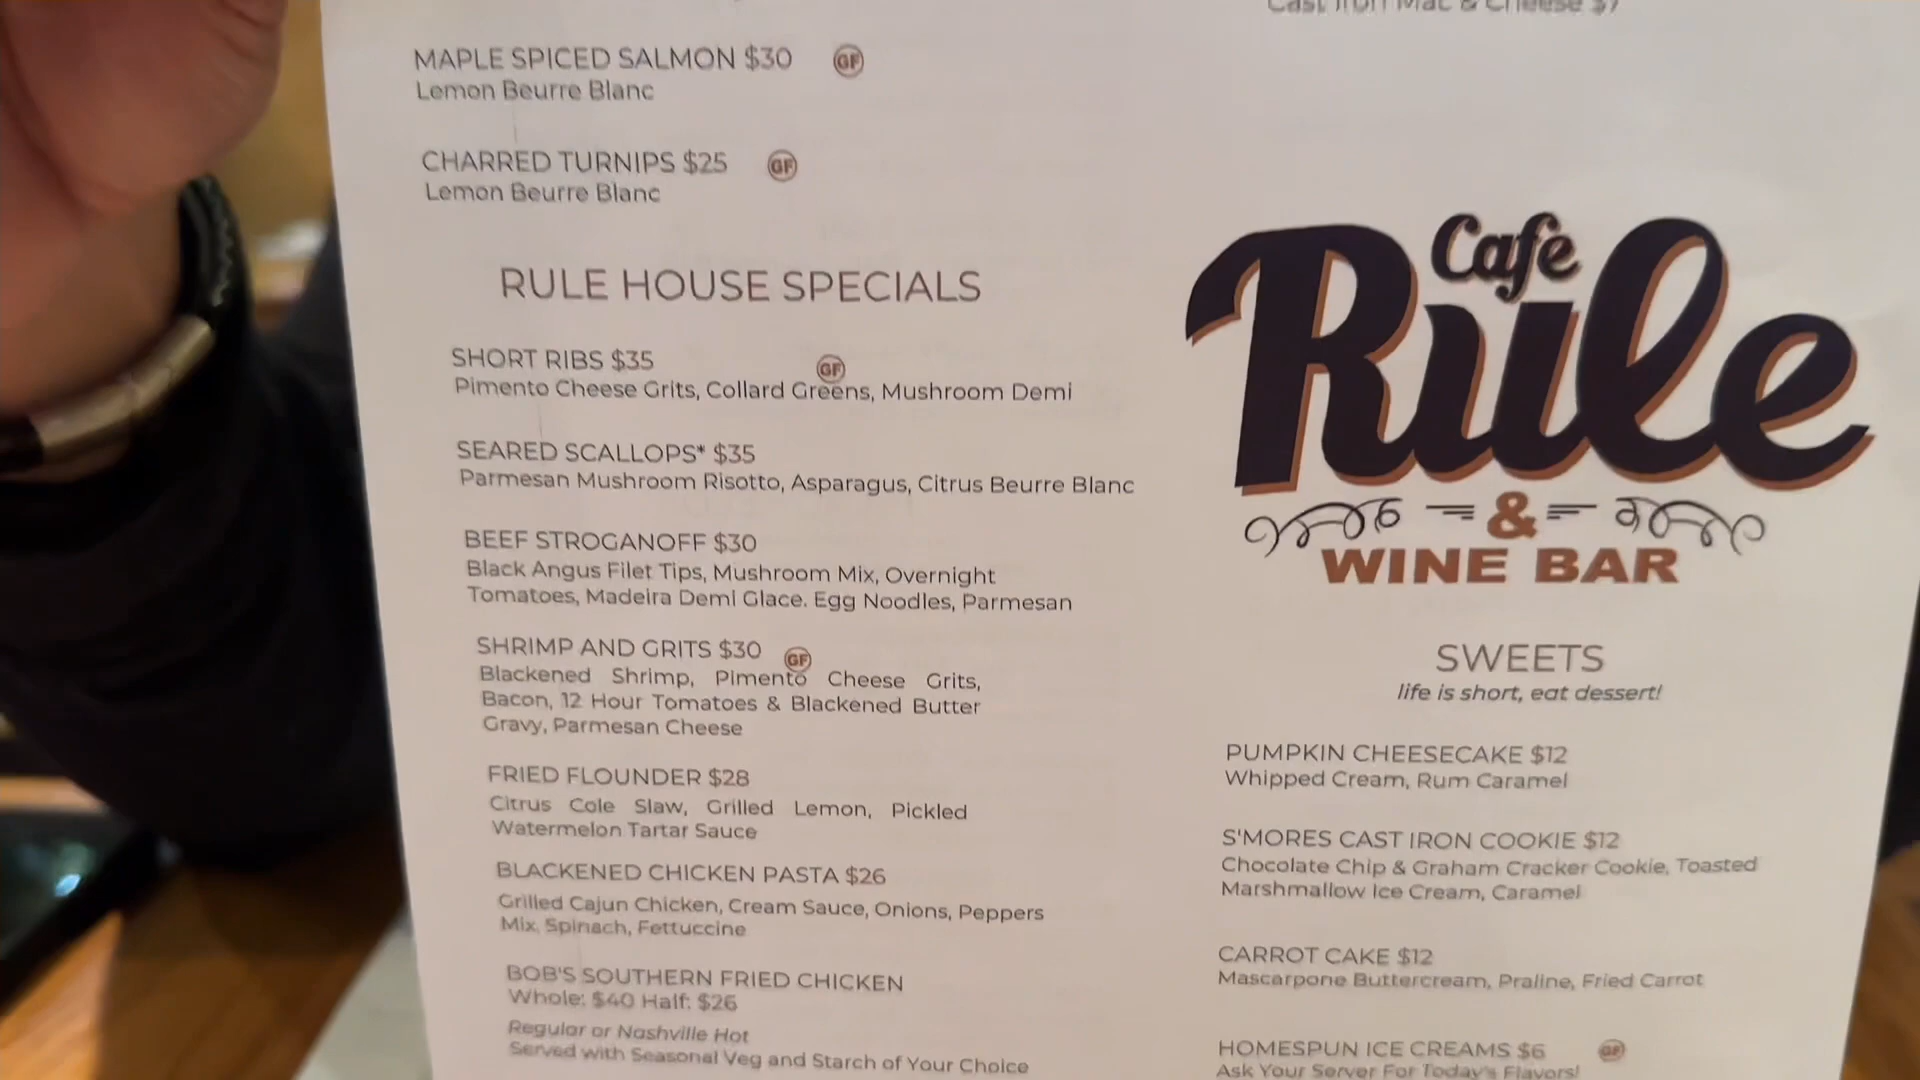 Cast Iron Mac & Cheese $7
MAPLE SPICED SALMON $30 GF
Lemon Beurre Blanc
CHARRED TURNIPS $25 GF
Lemon Beurre Blanc
RULE HOUSE SPECIALS
SHORT RIBS $35 GF
Pimento Cheese Grits, Collard Greens, Mushroom Demi
SEARED SCALLOPS* $35
Parmesan Mushroom Risotto, Asparagus, Citrus Beurre Blanc
BEEF STROGANOFF $30
Black Angus Filet Tips, Mushroom Mix, Overnight
Tomatoes, Madeira Demi Glace. Egg Noodles, Parmesan
SHRIMP AND GRITS $30 GF
Blackened Shrimp, Pimento Cheese Grits,
Bacon, 12 Hour Tomatoes & Blackened Butter
Gravy, Parmesan Cheese
FRIED FLOUNDER $28
Citrus Cole Slaw, Grilled Lemon, Pickled
Watermelon Tartar Sauce
BLACKENED CHICKEN PASTA $26
Grilled Cajun Chicken, Cream Sauce, Onions, Peppers
Mix, Spinach, Fettuccine
BOB'S SOUTHERN FRIED CHICKEN
Whole: $40 Half: $26
Regular or Nashville Hot
Served with Seasonal Veg and Starch of Your Choice
Cafe
Rule
&
WINE BAR
SWEETS
life is short, eat dessert!
PUMPKIN CHEESECAKE $12
Whipped Cream, Rum Caramel
S'MORES CAST IRON COOKIE $12
Chocolate Chip & Graham Cracker Cookie, Toasted
Marshmallow Ice Cream, Caramel
CARROT CAKE $12
Mascarpone Buttercream, Praline, Fried Carrot
HOMESPUN ICE CREAMS $6 GF
Ask Your Server For Today's Flavors!